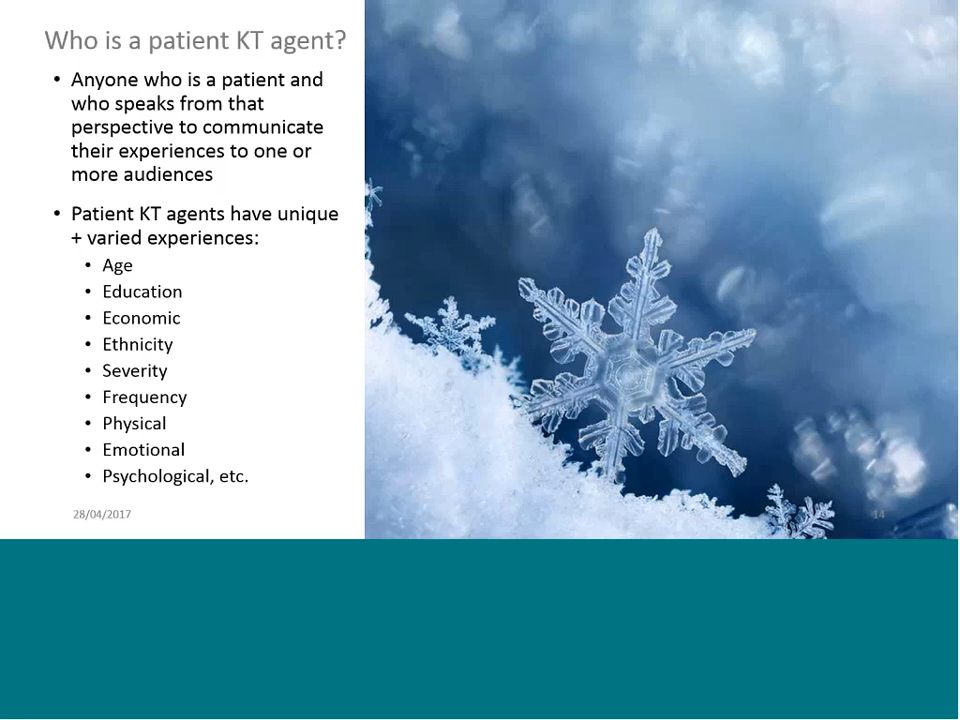 Who is a patient KT agent?
• Anyone who is a patient and
who speaks from that
perspective to communicate
their experiences to one or
more audiences
• Patient KT agents have unique
+ varied experiences:
• Age
• Education
• Economic
• Ethnicity
• Severity
• Frequency
• Physical
• Emotional
• Psychological, etc.
28/04/2017
14